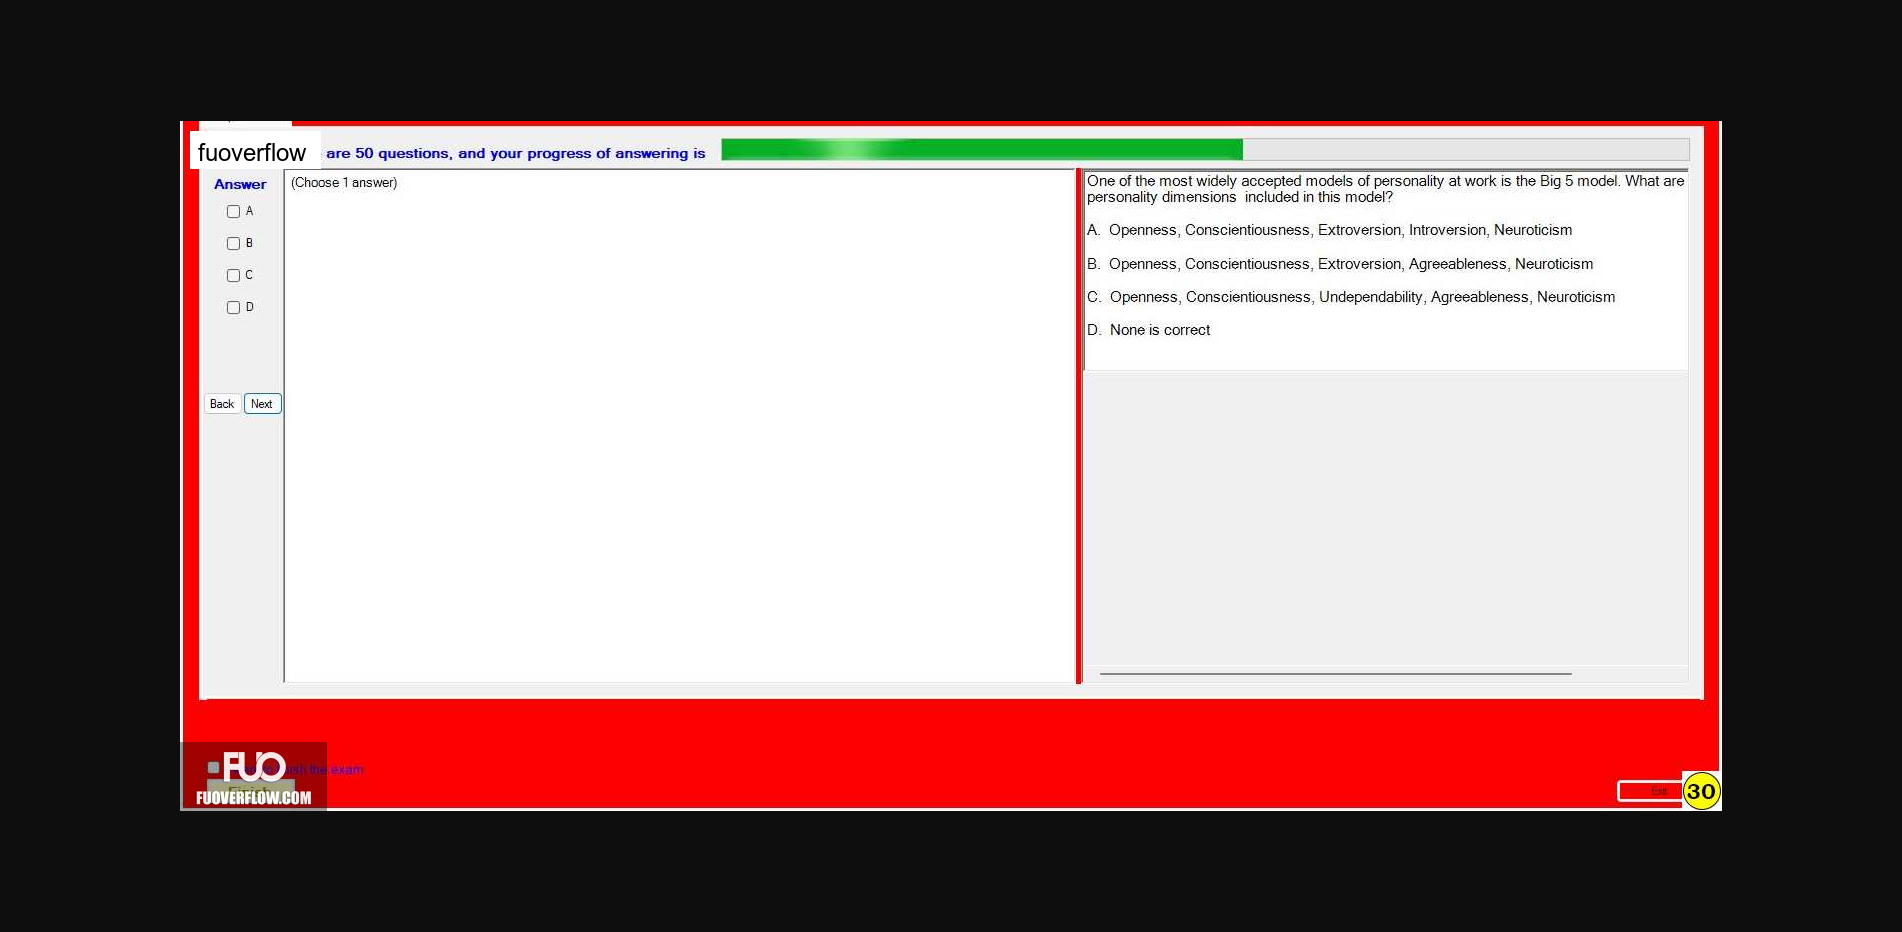 fuoverflow are 50 questions, and your progress of answering is
Answer
(Choose 1 answer)
A
B
C
D
Back Next
One of the most widely accepted models of personality at work is the Big 5 model. What are
personality dimensions included in this model?
A. Openness, Conscientiousness, Extroversion, Introversion, Neuroticism
B. Openness, Conscientiousness, Extroversion, Agreeableness, Neuroticism
C. Openness, Conscientiousness, Undependability, Agreeableness, Neuroticism
D. None is correct
FUO
the exam
Finish
FUOVERFLOW.COM
Exit
30